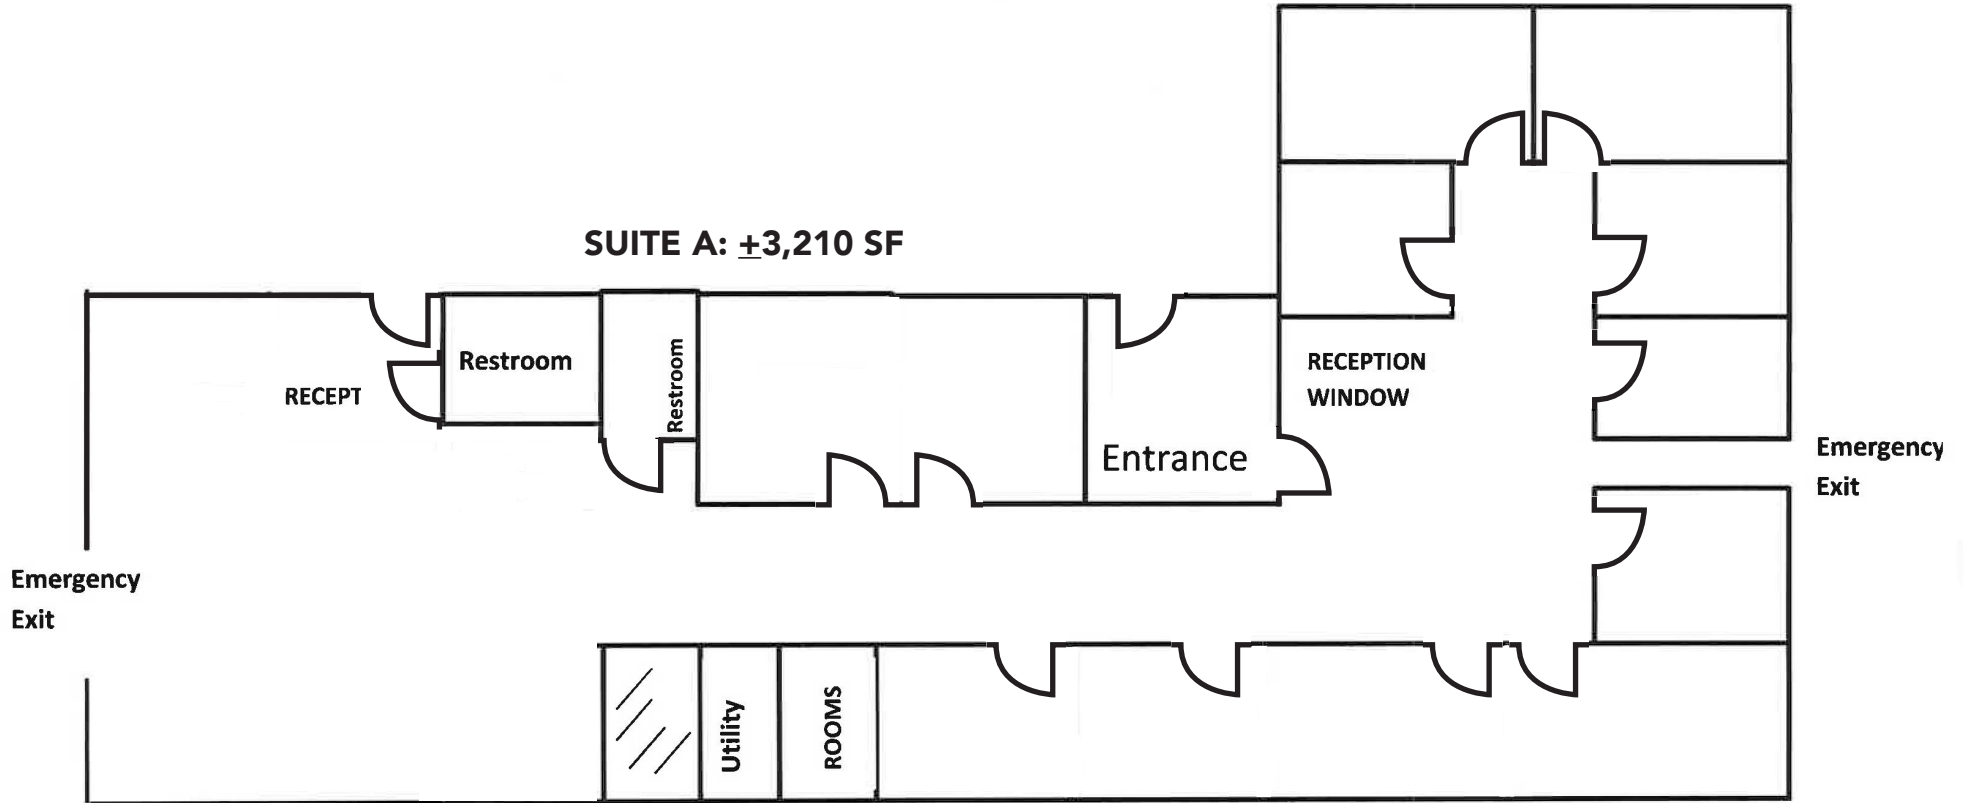 SUITE A: ±3,210 SF
RECEPT
Restroom
Restroom
Entrance
RECEPTION
WINDOW
Emergency
Exit
Emergency
Exit
Utility
ROOMS